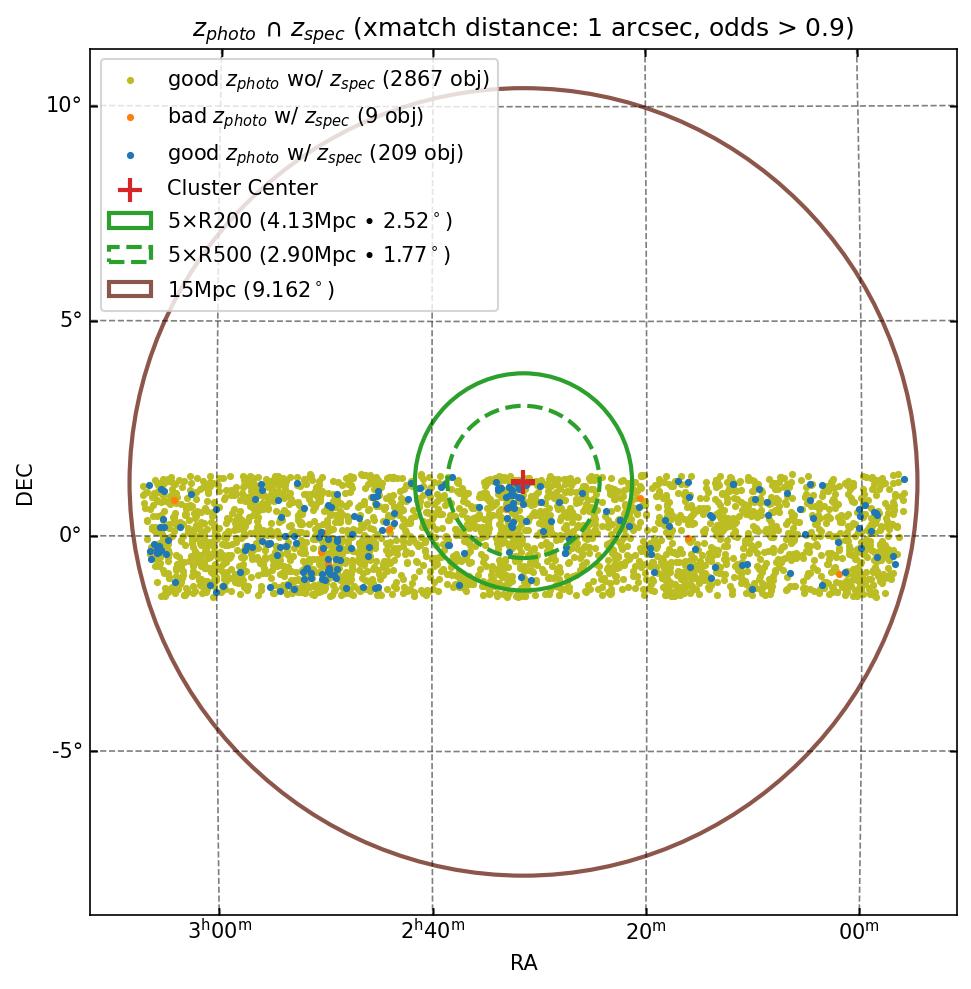 z_photo ∩ z_spec (xmatch distance: 1 arcsec, odds > 0.9)
good z_photo wo/ z_spec (2867 obj)
bad z_photo w/ z_spec (9 obj)
good z_photo w/ z_spec (209 obj)
Cluster Center
5×R200 (4.13Mpc • 2.52°)
5×R500 (2.90Mpc • 1.77°)
15Mpc (9.162°)
10°
5°
0°
-5°
DEC
3h00m
2h40m
20m
00m
RA